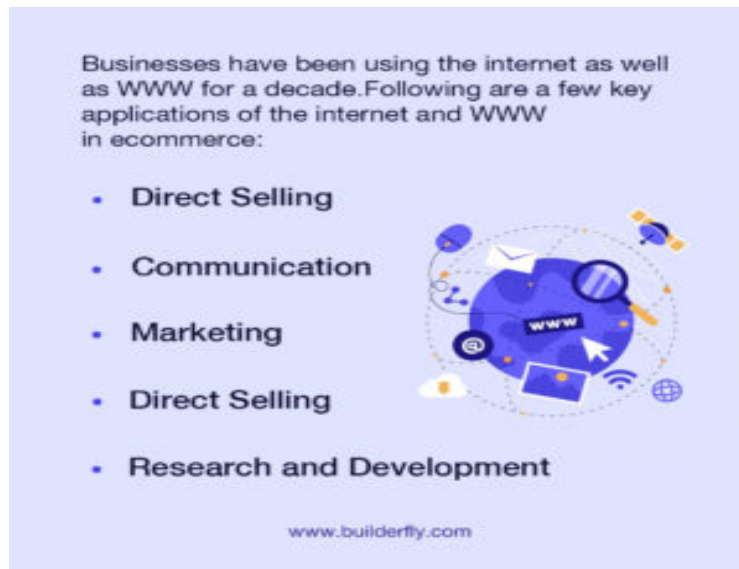 Businesses have been using the internet as well
as WWW for a decade.Following are a few key
applications of the internet and WWW
in ecommerce:
• Direct Selling
• Communication
• Marketing
• Direct Selling
• Research and Development
www
@
www.builderfly.com